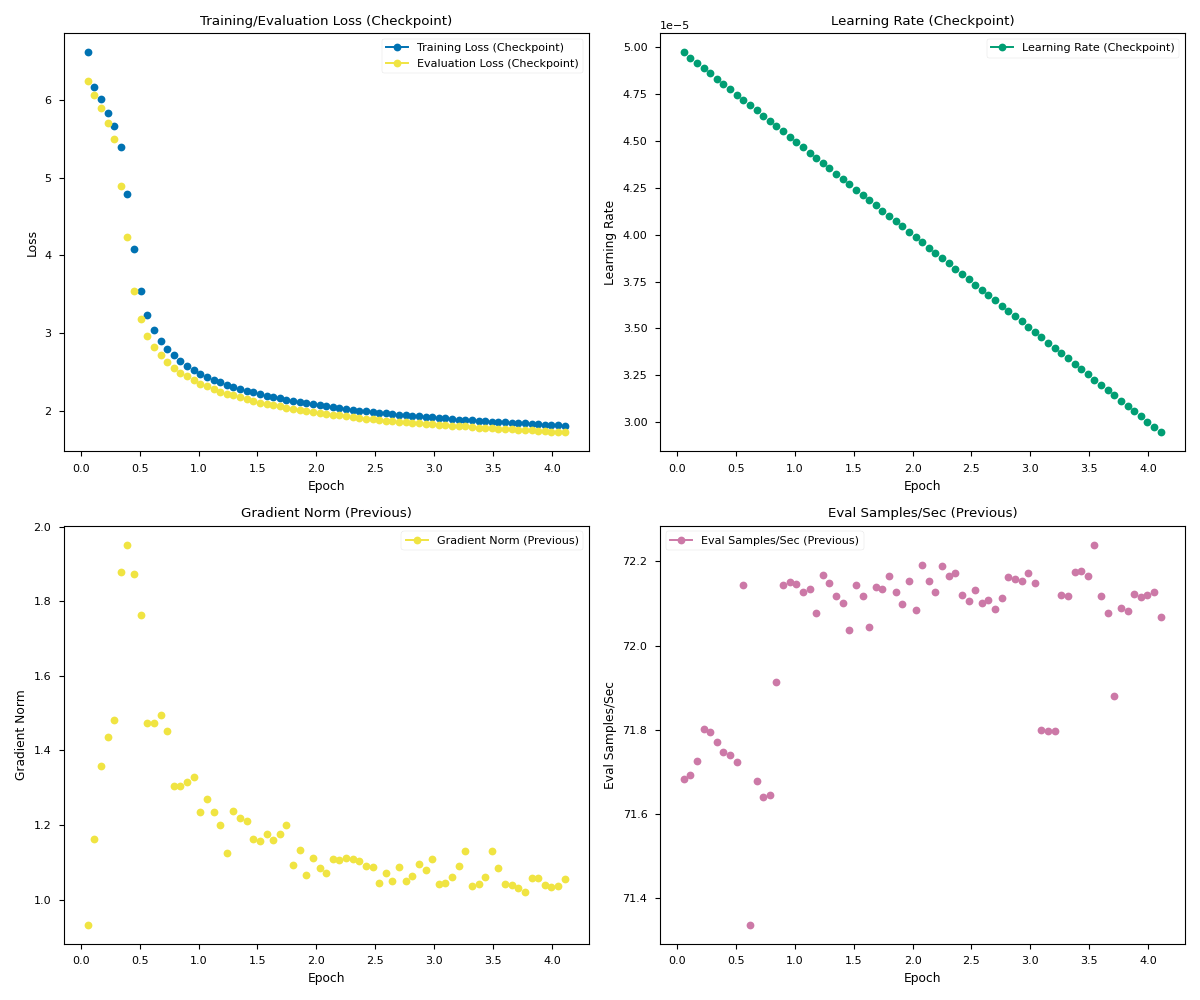 Training/Evaluation Loss (Checkpoint)
Training Loss (Checkpoint)
Evaluation Loss (Checkpoint)
6
5
4
3
2
Loss
0.0 0.5 1.0 1.5 2.0 2.5 3.0 3.5 4.0
Epoch
Learning Rate (Checkpoint)
1e−5
Learning Rate (Checkpoint)
5.00
4.75
4.50
4.25
4.00
3.75
3.50
3.25
3.00
Learning Rate
0.0 0.5 1.0 1.5 2.0 2.5 3.0 3.5 4.0
Epoch
Gradient Norm (Previous)
Gradient Norm (Previous)
2.0
1.8
1.6
1.4
1.2
1.0
Gradient Norm
0.0 0.5 1.0 1.5 2.0 2.5 3.0 3.5 4.0
Epoch
Eval Samples/Sec (Previous)
Eval Samples/Sec (Previous)
72.2
72.0
71.8
71.6
71.4
Eval Samples/Sec
0.0 0.5 1.0 1.5 2.0 2.5 3.0 3.5 4.0
Epoch